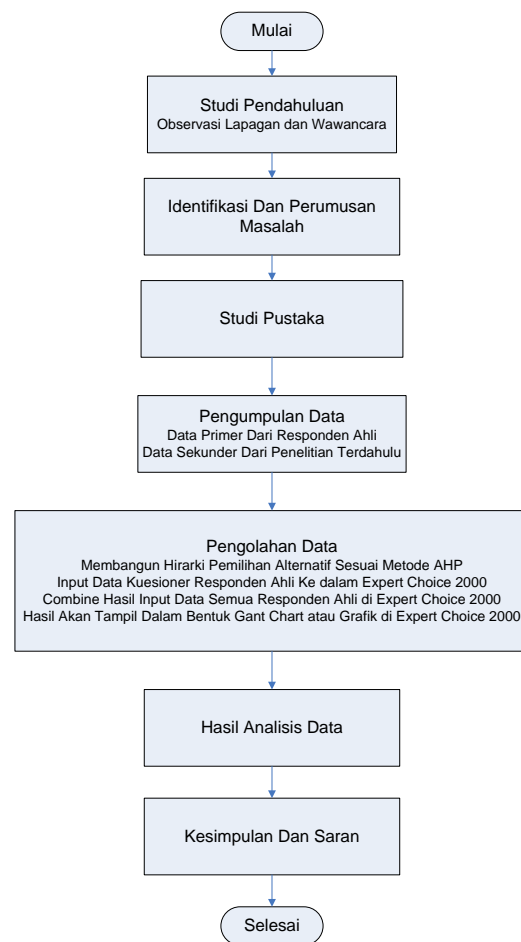 Mulai
Studi Pendahuluan
Observasi Lapagan dan Wawancara
Identifikasi Dan Perumusan
Masalah
Studi Pustaka
Pengumpulan Data
Data Primer Dari Responden Ahli
Data Sekunder Dari Penelitian Terdahulu
Pengolahan Data
Membangun Hirarki Pemilihan Alternatif Sesuai Metode AHP
Input Data Kuesioner Responden Ahli Ke dalam Expert Choice 2000
Combine Hasil Input Data Semua Responden Ahli di Expert Choice 2000
Hasil Akan Tampil Dalam Bentuk Gant Chart atau Grafik di Expert Choice 2000
Hasil Analisis Data
Kesimpulan Dan Saran
Selesai